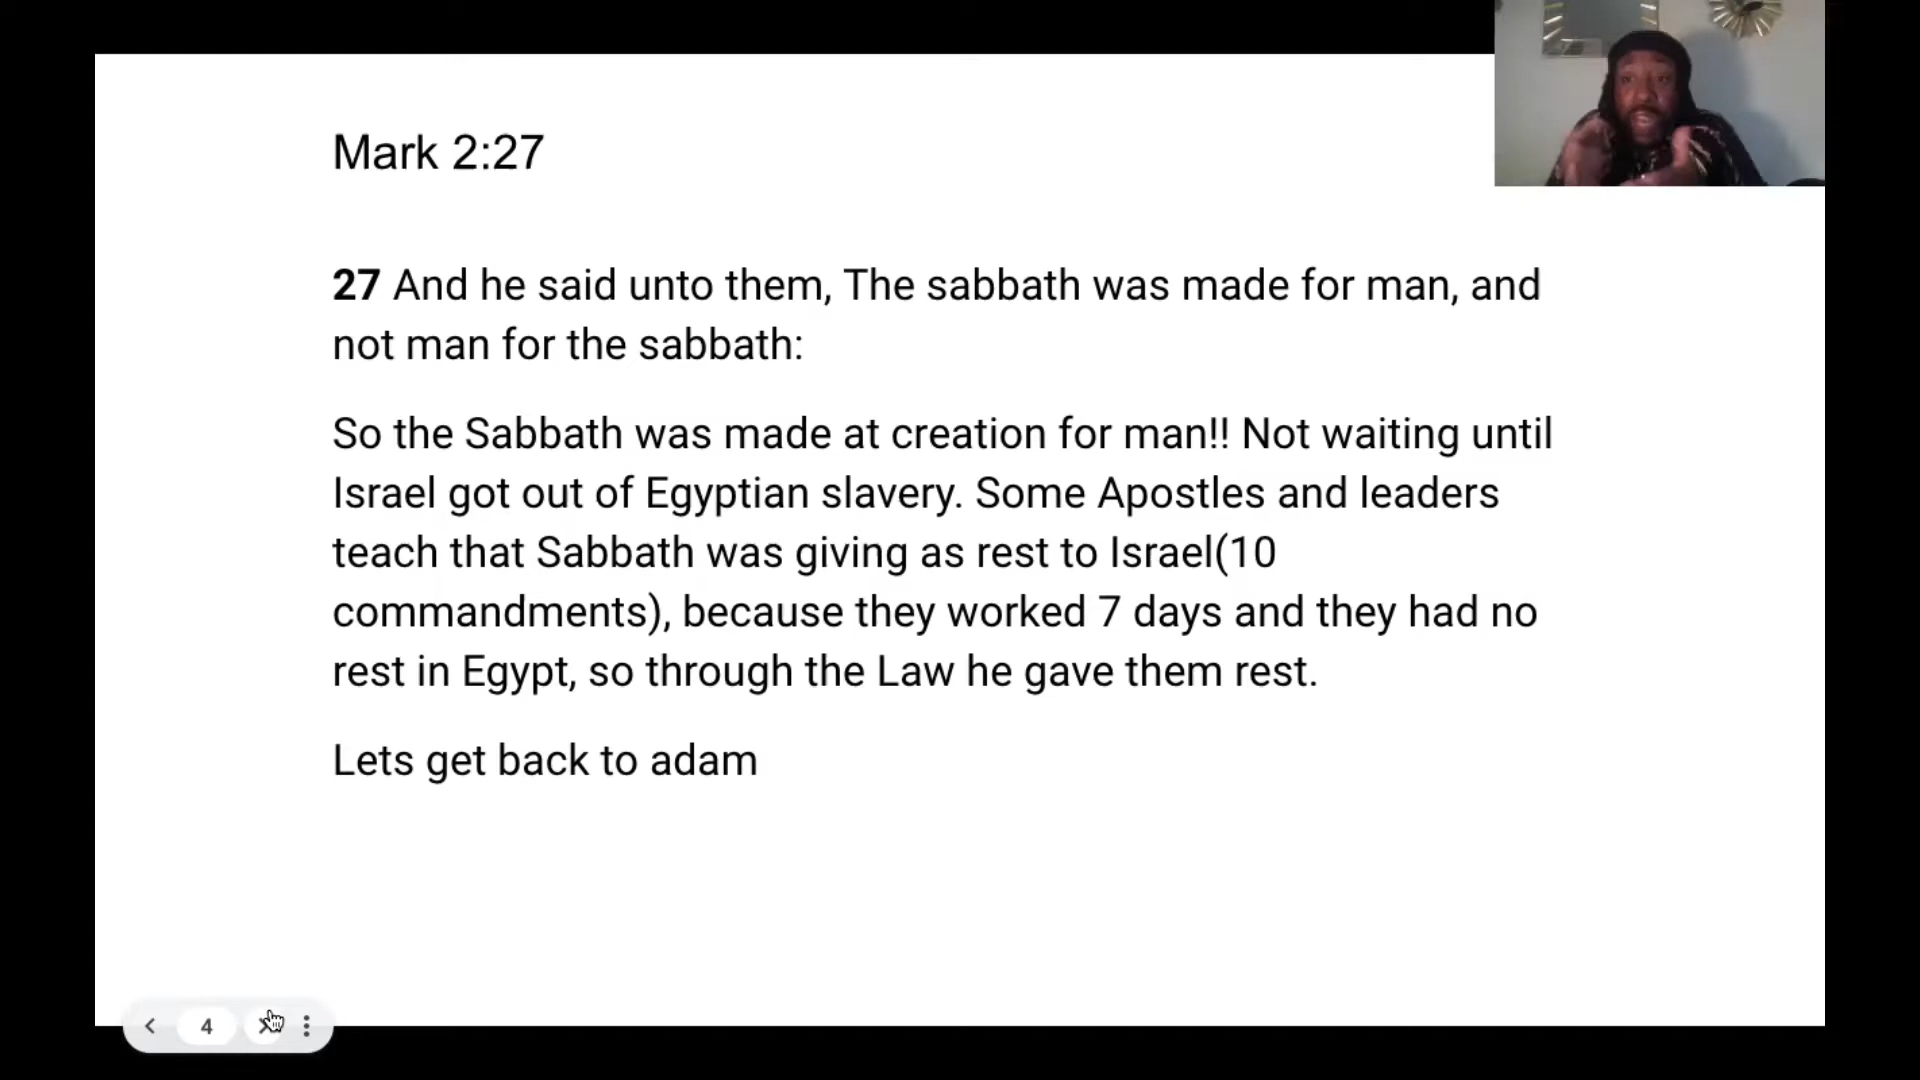 Mark 2:27
27 And he said unto them, The sabbath was made for man, and
not man for the sabbath:
So the Sabbath was made at creation for man!! Not waiting until
Israel got out of Egyptian slavery. Some Apostles and leaders
teach that Sabbath was giving as rest to Israel(10
commandments), because they worked 7 days and they had no
rest in Egypt, so through the Law he gave them rest.
Lets get back to adam
4